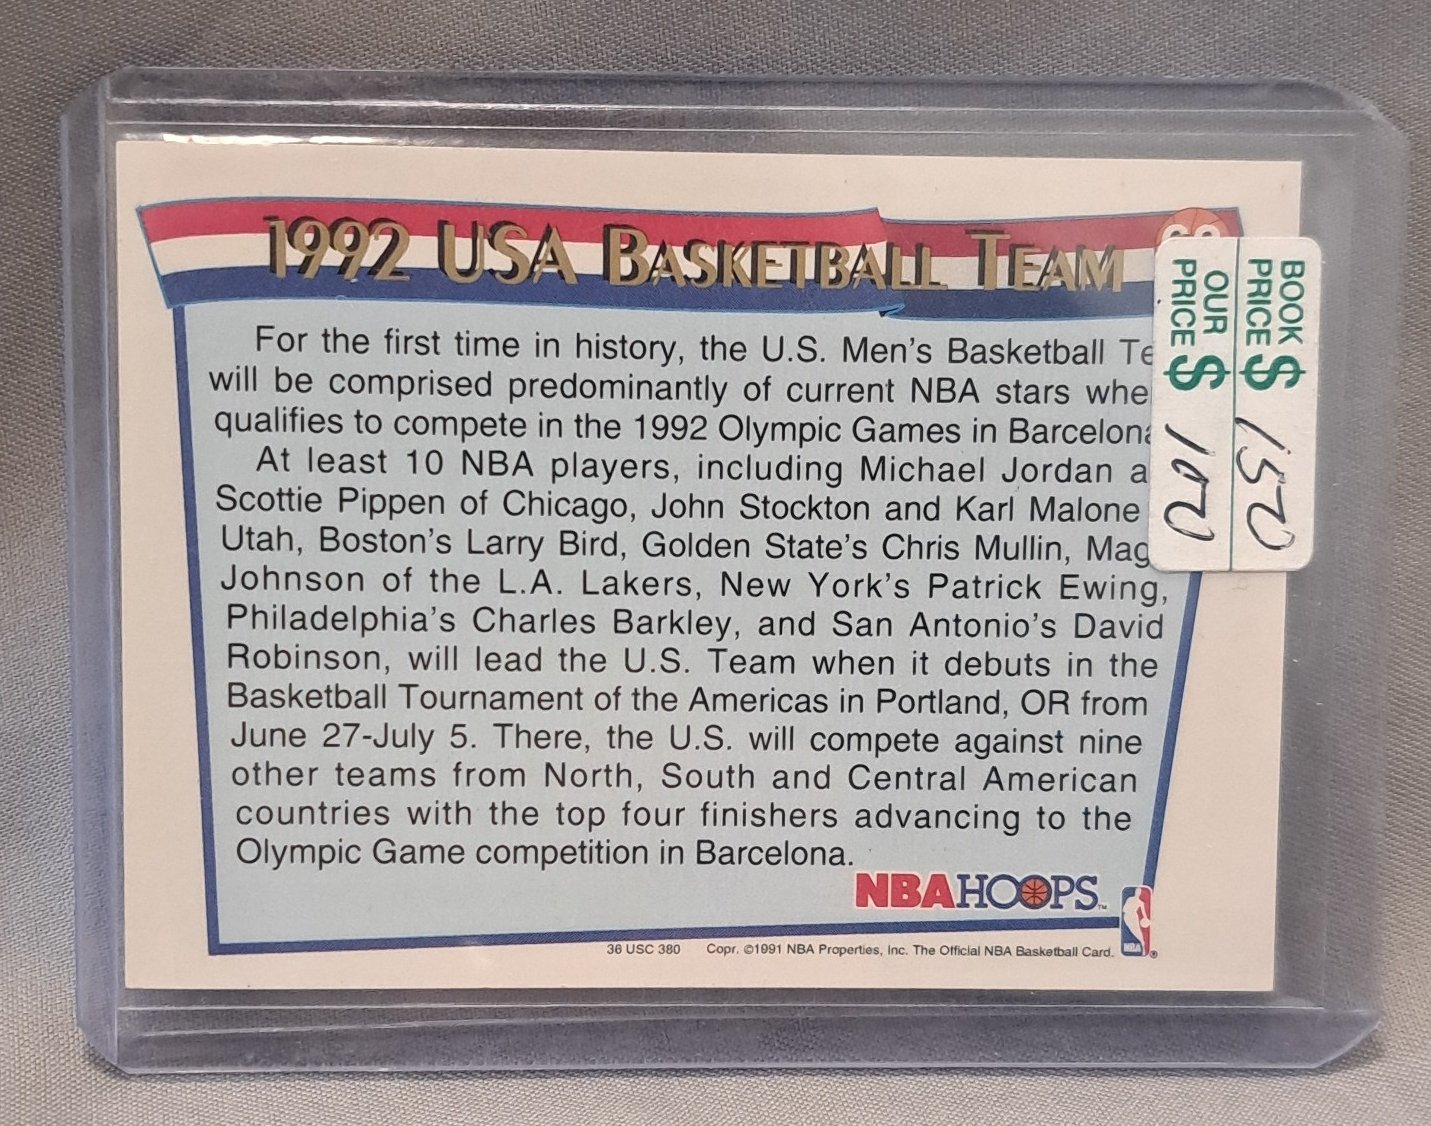 1992 USA BASKETBALL TEAM
For the first time in history, the U.S. Men's Basketball Te
will be comprised predominantly of current NBA stars whe
qualifies to compete in the 1992 Olympic Games in Barcelona
At least 10 NBA players, including Michael Jordan a
Scottie Pippen of Chicago, John Stockton and Karl Malone
Utah, Boston's Larry Bird, Golden State's Chris Mullin, Mag
Johnson of the L.A. Lakers, New York's Patrick Ewing,
Philadelphia's Charles Barkley, and San Antonio's David
Robinson, will lead the U.S. Team when it debuts in the
Basketball Tournament of the Americas in Portland, OR from
June 27-July 5. There, the U.S. will compete against nine
other teams from North, South and Central American
countries with the top four finishers advancing to the
Olympic Game competition in Barcelona.
NBA HOOPS TM
36 USC 380 Copr. ©1991 NBA Properties, Inc. The Official NBA Basketball Card.
NBA ®
BOOK
PRICE $ 1500
OUR
PRICE $ 1000